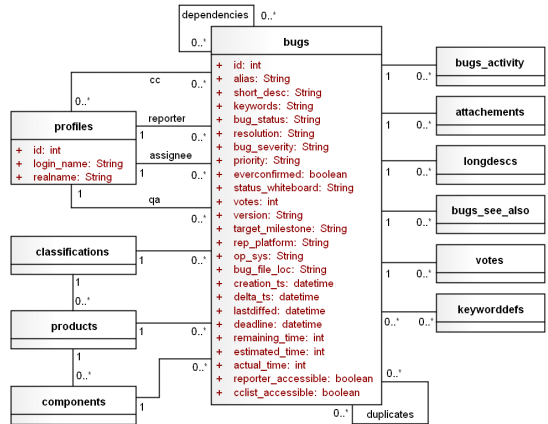 dependencies
0..*
0..*
bugs
+ id: int
+ alias: String
+ short_desc: String
+ keywords: String
+ bug_status: String
+ resolution: String
+ bug_severity: String
+ priority: String
+ everconfirmed: boolean
+ status_whiteboard: String
+ votes: int
+ version: String
+ target_milestone: String
+ rep_platform: String
+ op_sys: String
+ bug_file_loc: String
+ creation_ts: datetime
+ delta_ts: datetime
+ lastdiffed: datetime
+ deadline: datetime
+ remaining_time: int
+ estimated_time: int
+ actual_time: int
+ reporter_accessible: boolean
+ cclist_accessible: boolean
cc
0..*
0..*
reporter
1
0..*
assignee
1
0..*
1
qa
0..*
profiles
+ id: int
+ login_name: String
+ realname: String
classifications
1
0..*
1
0..*
products
1
0..*
1
0..*
components
1
0..*
bugs_activity
1
0..*
attachements
1
0..*
longdescs
1
0..*
bugs_see_also
1
0..*
votes
1
0..*
keyworddefs
0..*
0..*
0..*
0..*
duplicates